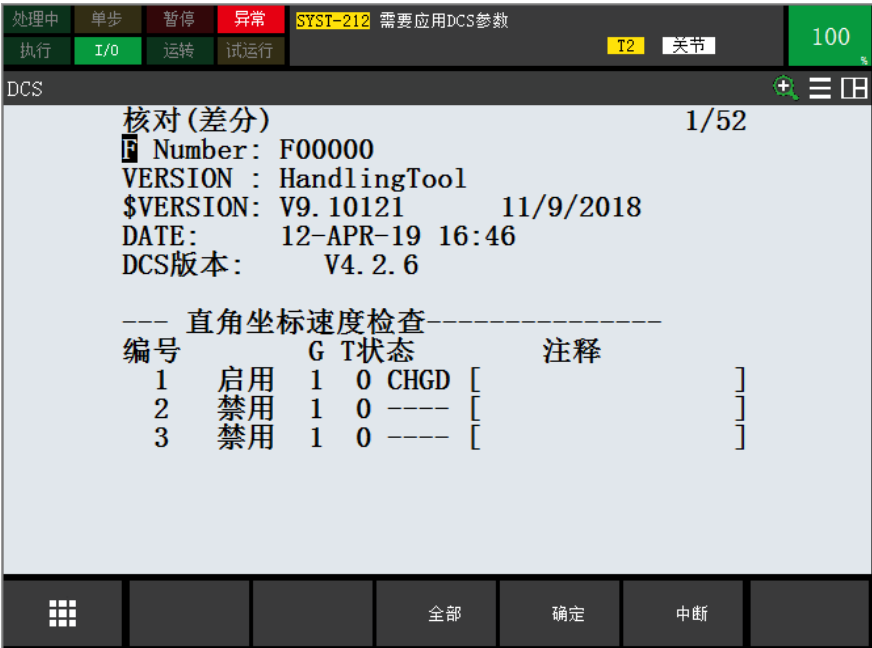 处理中 单步 暂停 异常 SYST-212 需要应用DCS参数
执行 I/O 运转 试运行 T2 关节 100 %
DCS
核对(差分) 1/52
F Number: F00000
VERSION : HandlingTool
$VERSION: V9.10121 11/9/2018
DATE: 12-APR-19 16:46
DCS版本: V4.2.6
--- 直角坐标速度检查---------------
编号 G T状态 注释
1 启用 1 0 CHGD [ ]
2 禁用 1 0 ---- [ ]
3 禁用 1 0 ---- [ ]
全部 确定 中断